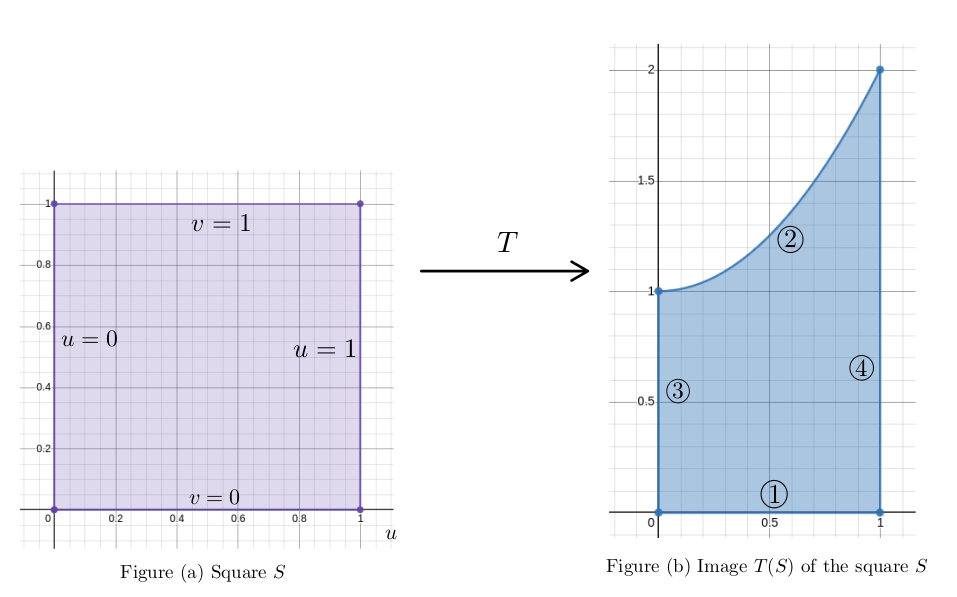 1
0.8
0.6
0.4
0.2
0
0.2
0.4
0.6
0.8
1
u
v = 1
u = 0
u = 1
v = 0
Figure (a) Square S
T
2
1.5
1
0.5
0
0.5
1
②
④
③
①
Figure (b) Image T(S) of the square S